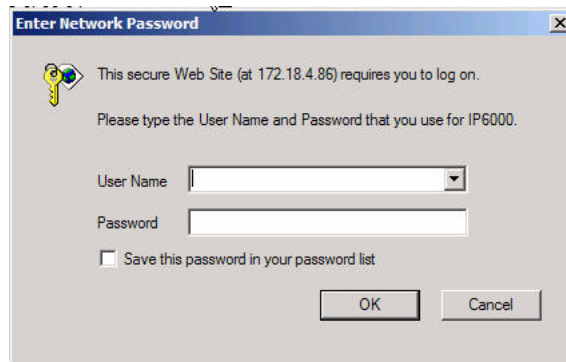 Enter Network Password
This secure Web Site (at 172.18.4.86) requires you to log on.
Please type the User Name and Password that you use for IP6000.
User Name
Password
Save this password in your password list
OK
Cancel